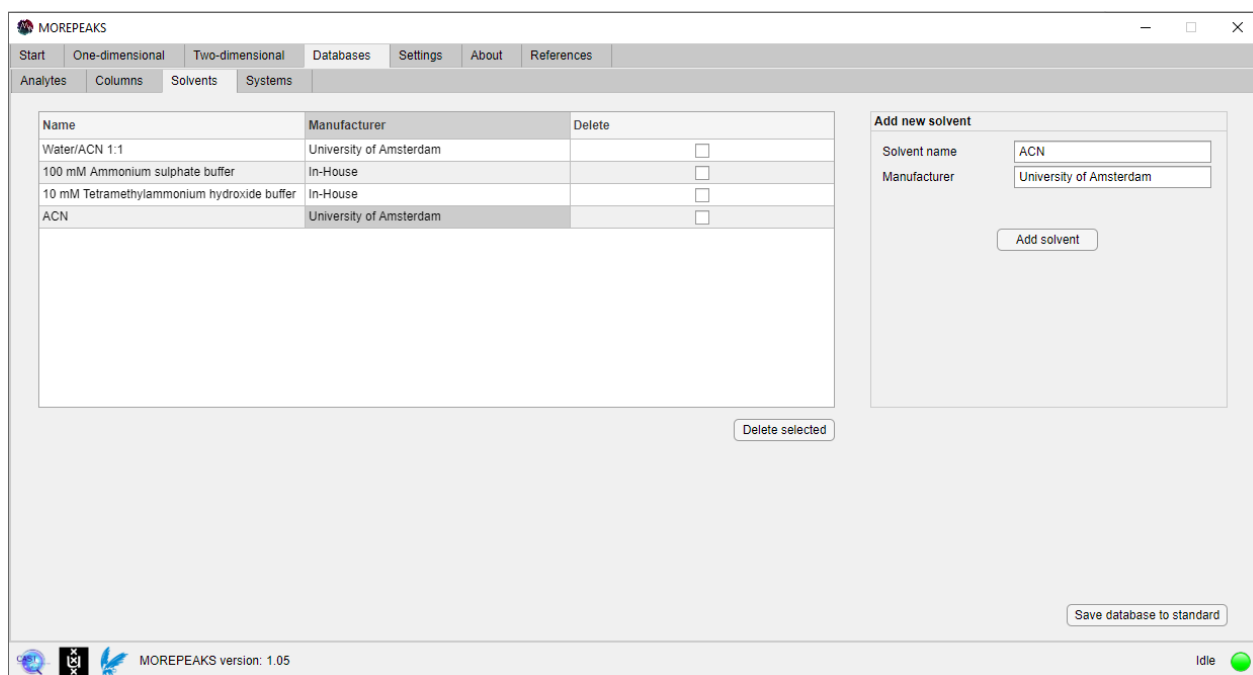 MOREPEAKS
Start One-dimensional Two-dimensional Databases Settings About References
Analytes Columns Solvents Systems
Name Manufacturer Delete
Water/ACN 1:1 University of Amsterdam
100 mM Ammonium sulphate buffer In-House
10 mM Tetramethylammonium hydroxide buffer In-House
ACN University of Amsterdam
Delete selected
Add new solvent
Solvent name ACN
Manufacturer University of Amsterdam
Add solvent
Save database to standard
MOREPEAKS version: 1.05
Idle